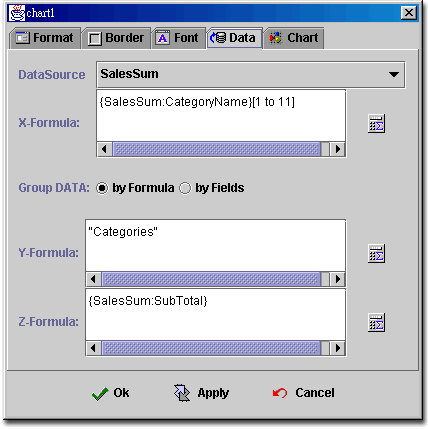 chart1
Format Border Font Data Chart
DataSource SalesSum
{SalesSum:CategoryName}[1 to 11]
X-Formula:
Group DATA: by Formula by Fields
"Categories"
Y-Formula:
{SalesSum:SubTotal}
Z-Formula:
Ok Apply Cancel